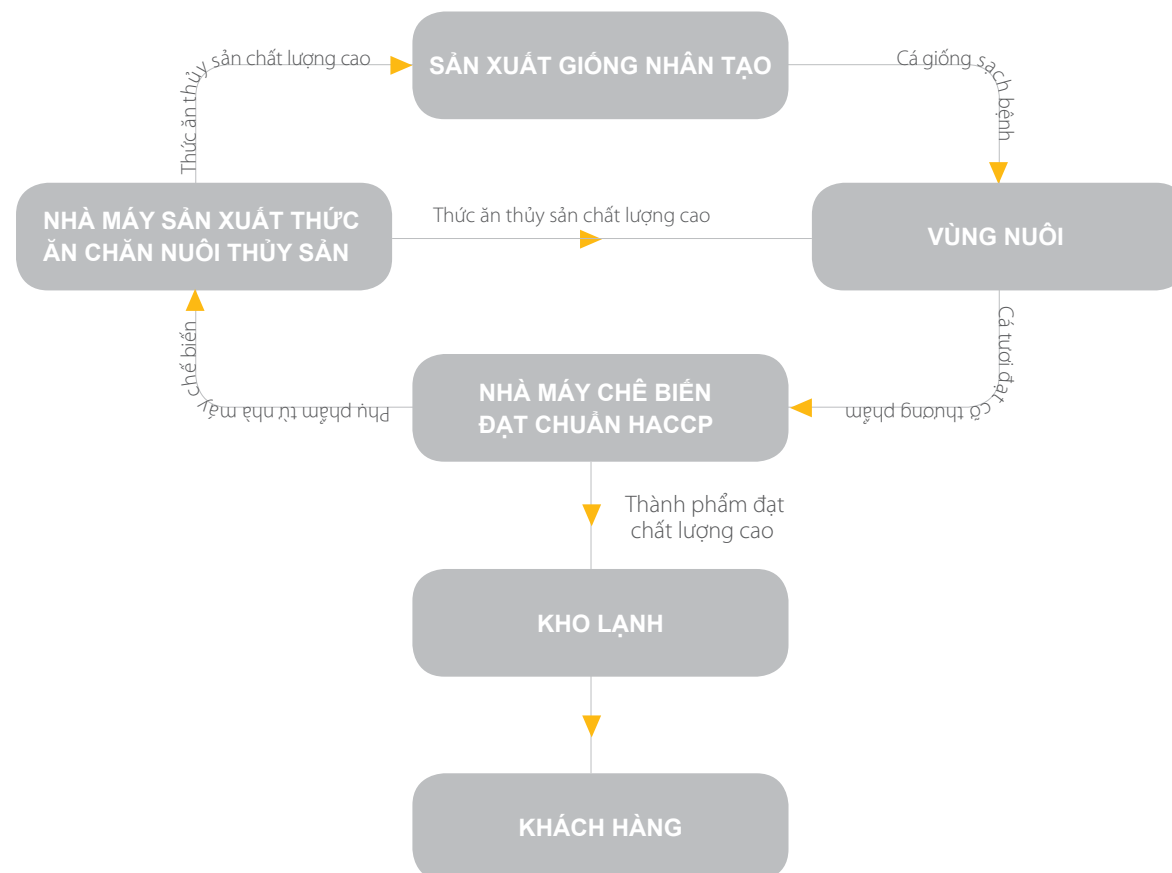 Thức ăn thủy sản chất lượng cao
SẢN XUẤT GIỐNG NHÂN TẠO
Cá giống sạch bệnh
NHÀ MÁY SẢN XUẤT THỨC
ĂN CHĂN NUÔI THỦY SẢN
Thức ăn thủy sản chất lượng cao
VÙNG NUÔI
Phụ phẩm từ nhà máy chế biến
NHÀ MÁY CHÊ BIẾN
ĐẠT CHUẨN HACCP
Cá tươi đạt cỡ thương phẩm
Thành phẩm đạt
chất lượng cao
KHO LẠNH
KHÁCH HÀNG